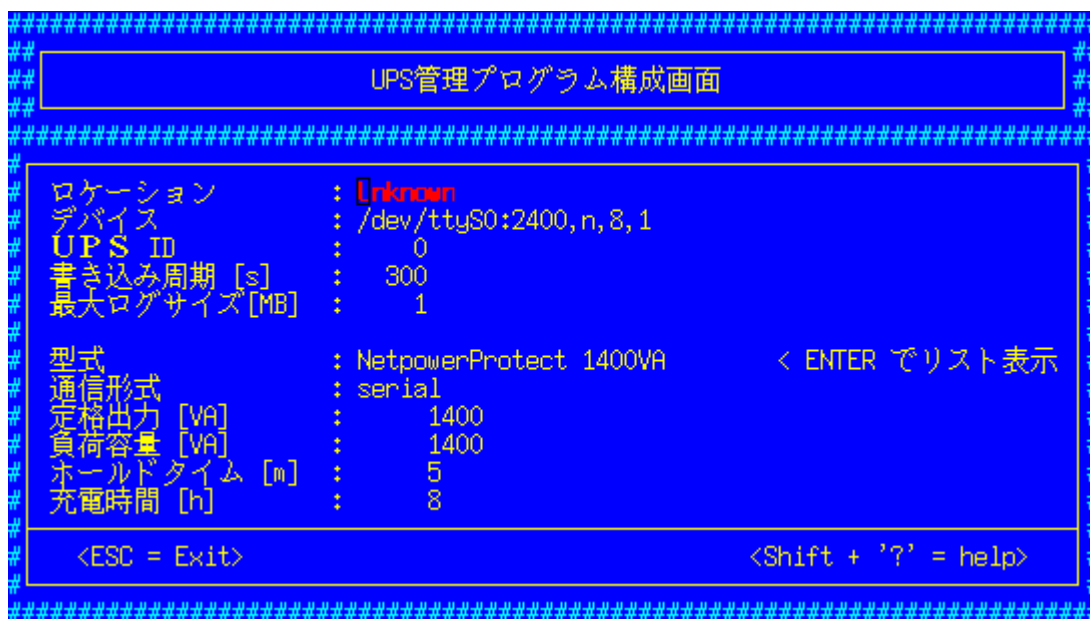 UPS管理プログラム構成画面
ロケーション : Unknown
デバイス : /dev/ttyS0:2400,n,8,1
UPS ID : 0
書き込み周期 [s] : 300
最大ログサイズ[MB] : 1
型式 : NetpowerProtect 1400VA < ENTER でリスト表示
通信形式 : serial
定格出力 [VA] : 1400
負荷容量 [VA] : 1400
ホールドタイム [m] : 5
充電時間 [h] : 8
<ESC = Exit> <Shift + '?' = help>